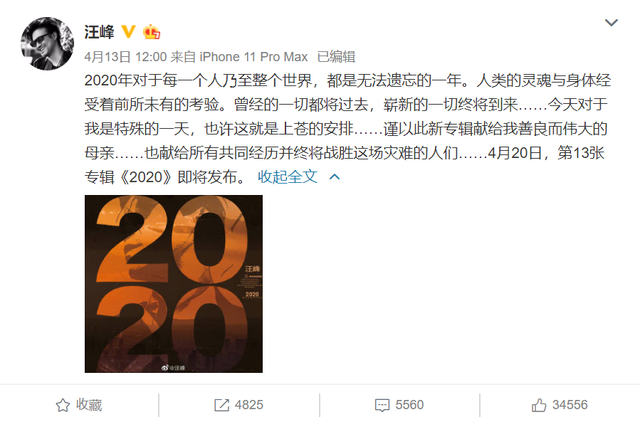 汪峰
4月13日 12:00 来自 iPhone 11 Pro Max 已编辑
2020年对于每一个人乃至整个世界，都是无法遗忘的一年。人类的灵魂与身体经
受着前所未有的考验。曾经的一切都将过去，崭新的一切终将到来……今天对于
我是特殊的一天，也许这就是上苍的安排……谨以此新专辑献给我善良而伟大的
母亲……也献给所有共同经历并终将战胜这场灾难的人们……4月20日，第13张
专辑《2020》即将发布。 收起全文
20
汪峰
2020
20
@汪峰
收藏
4825
5560
34556